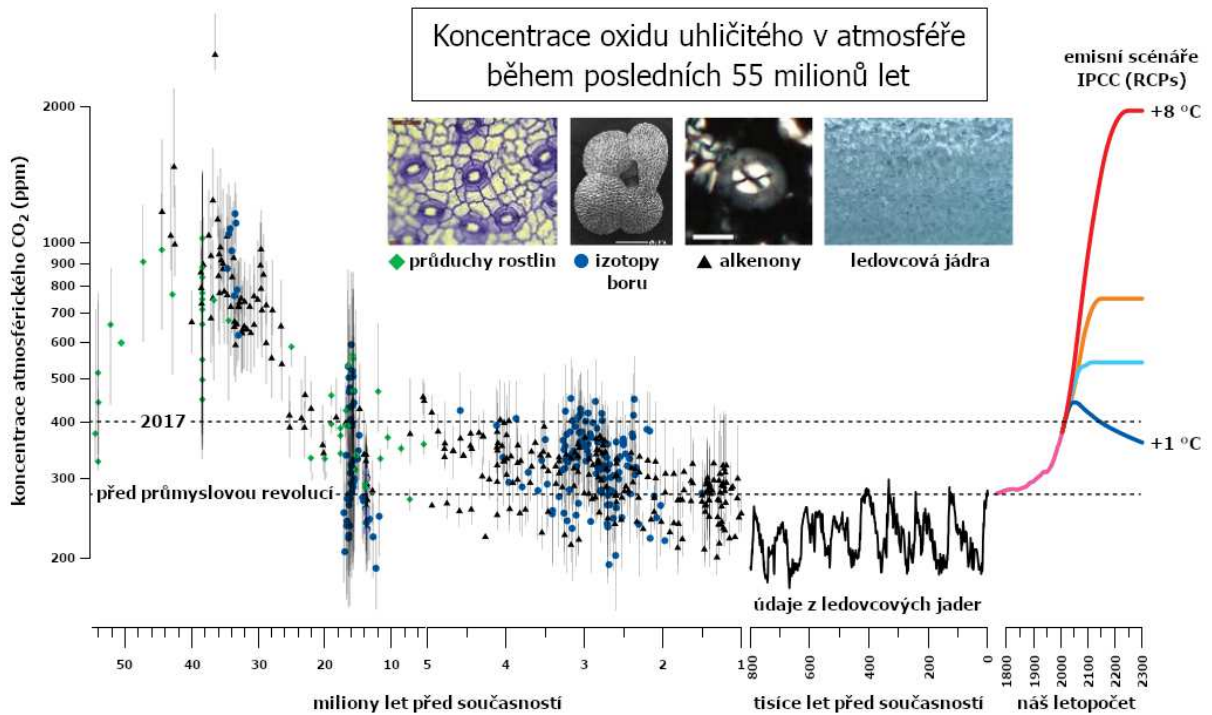 Koncentrace oxidu uhličitého v atmosféře
během posledních 55 milionů let
emisní scénáře
IPCC (RCPs)
+8 °C
+1 °C
koncentrace atmosférického CO₂ (ppm)
2000
1000
900
800
700
600
500
400
300
200
průduchy rostlin
izotopy
boru
alkenony
ledovcová jádra
2017
před průmyslovou revolucí
údaje z ledovcových jader
50 40 30 20 10 5 4 3 2 1
800 600 400 200 0
1800 1900 2000 2100 2200 2300
miliony let před současností
tisíce let před současností
náš letopočet